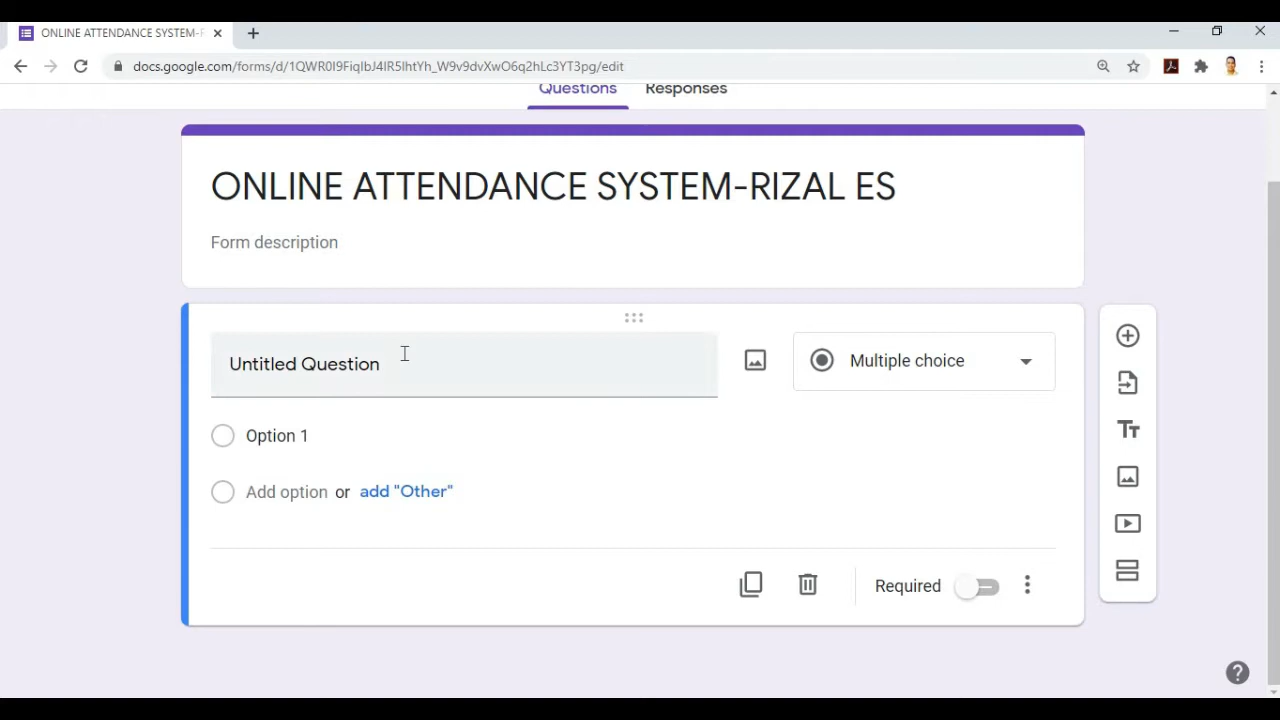 ONLINE ATTENDANCE SYSTEM-R
docs.google.com/forms/d/1QWR0I9FiqIbJ4lR5IhtYh_W9v9dvXwO6q2hLc3YT3pg/edit
Questions Responses
ONLINE ATTENDANCE SYSTEM-RIZAL ES
Form description
Untitled Question
Multiple choice
Option 1
Add option or add "Other"
Required